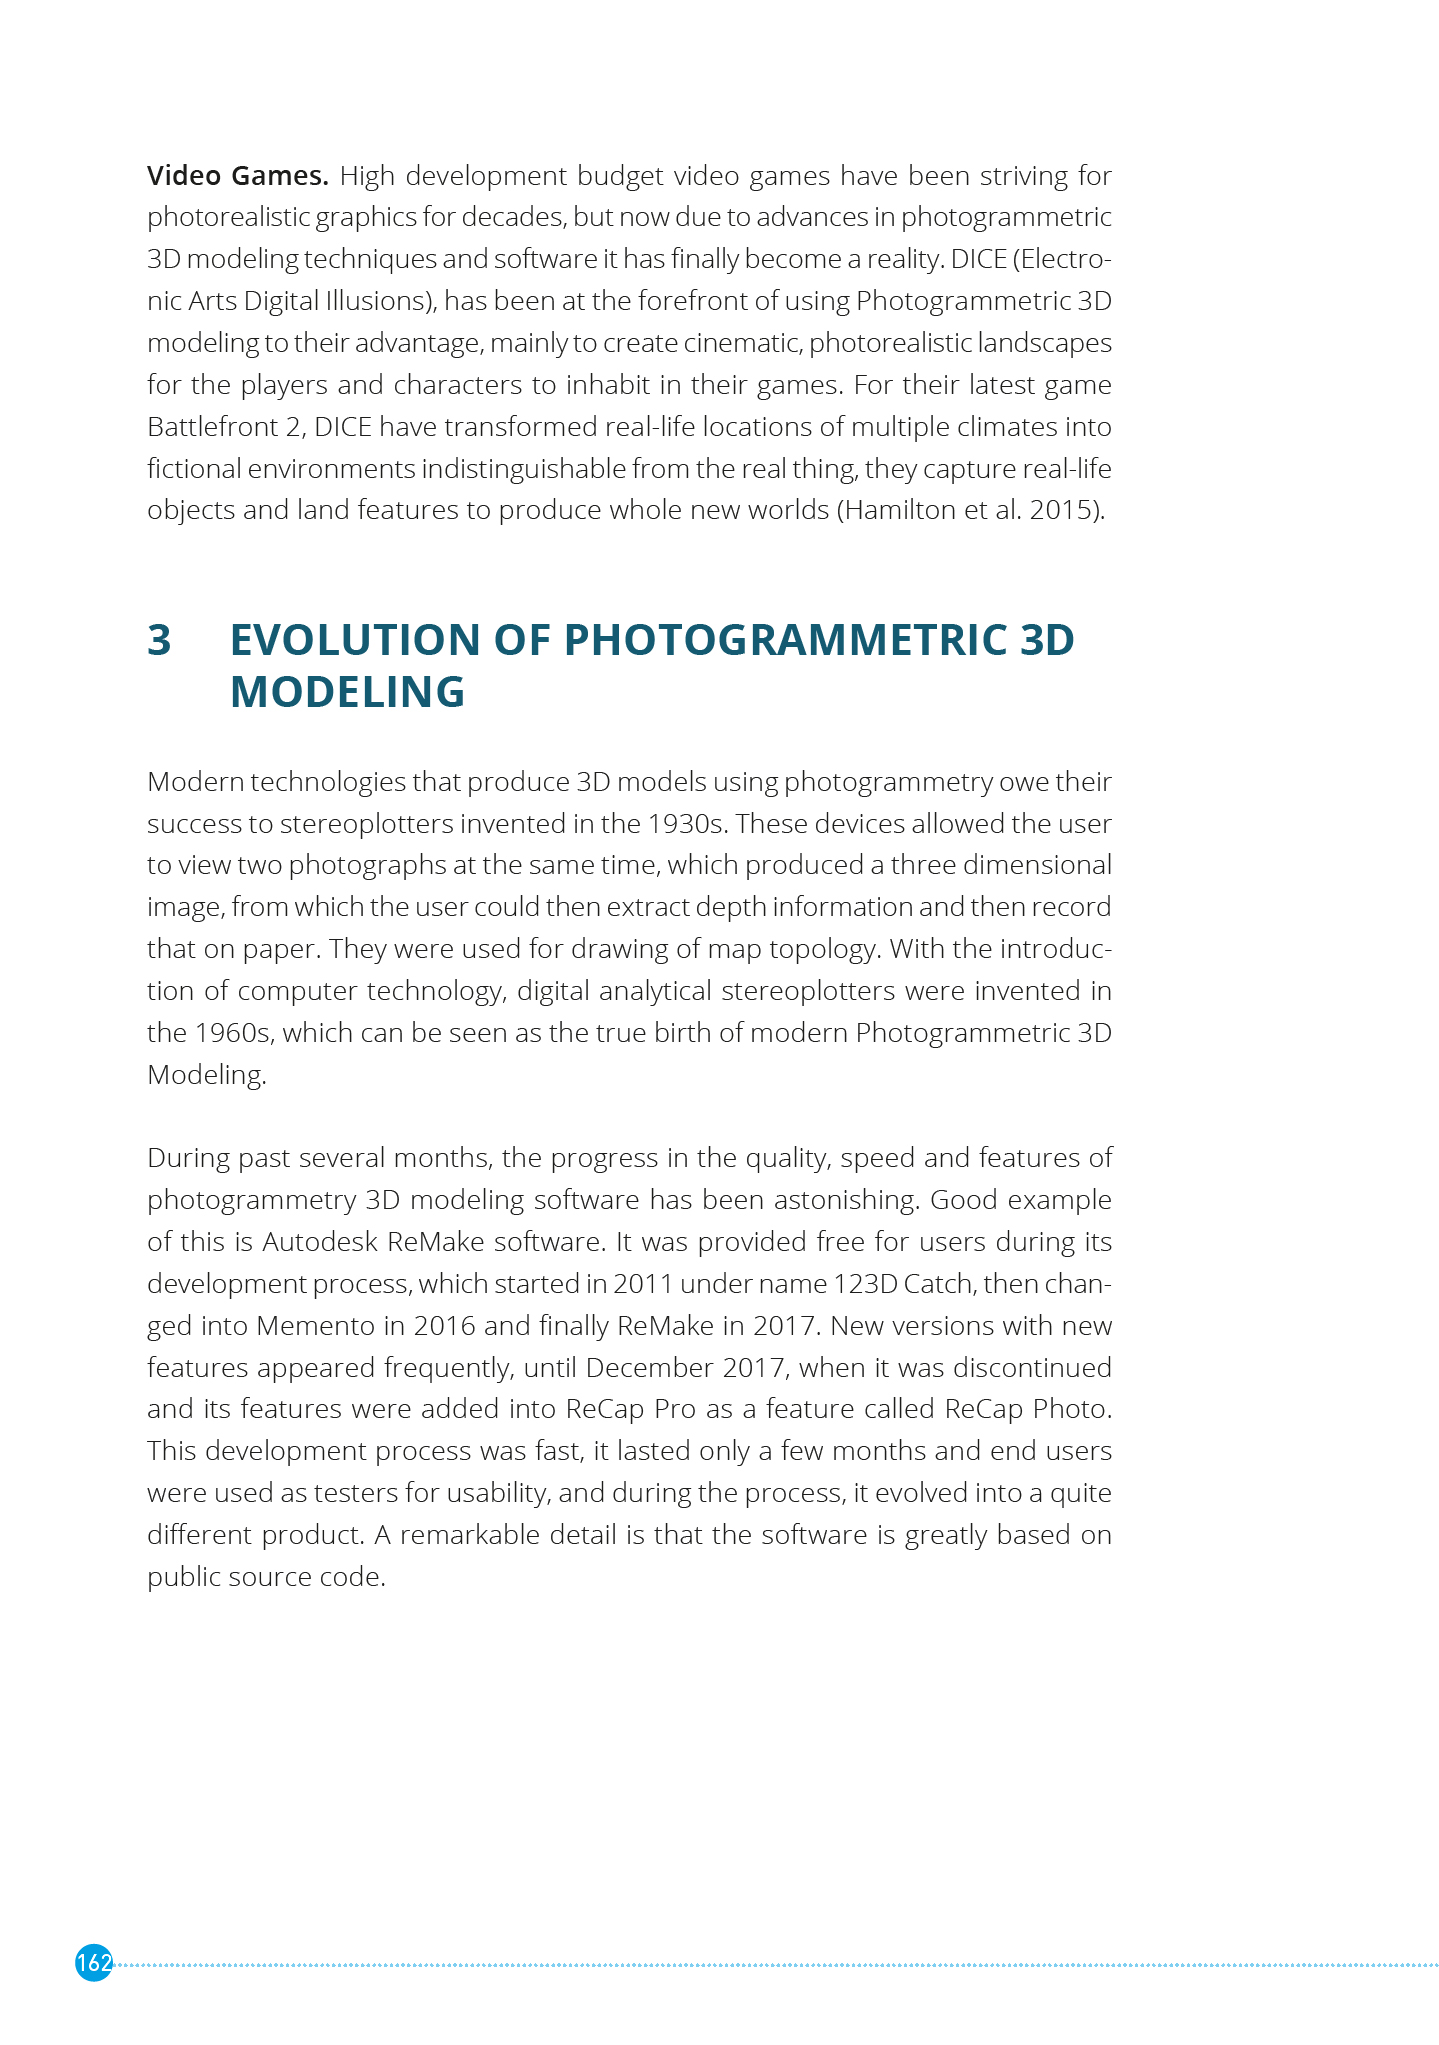 Video Games. High development budget video games have been striving for
photorealistic graphics for decades, but now due to advances in photogrammetric
3D modeling techniques and software it has finally become a reality. DICE (Electro-
nic Arts Digital Illusions), has been at the forefront of using Photogrammetric 3D
modeling to their advantage, mainly to create cinematic, photorealistic landscapes
for the players and characters to inhabit in their games. For their latest game
Battlefront 2, DICE have transformed real-life locations of multiple climates into
fictional environments indistinguishable from the real thing, they capture real-life
objects and land features to produce whole new worlds (Hamilton et al. 2015).
3 EVOLUTION OF PHOTOGRAMMETRIC 3D
MODELING
Modern technologies that produce 3D models using photogrammetry owe their
success to stereoplotters invented in the 1930s. These devices allowed the user
to view two photographs at the same time, which produced a three dimensional
image, from which the user could then extract depth information and then record
that on paper. They were used for drawing of map topology. With the introduc-
tion of computer technology, digital analytical stereoplotters were invented in
the 1960s, which can be seen as the true birth of modern Photogrammetric 3D
Modeling.
During past several months, the progress in the quality, speed and features of
photogrammetry 3D modeling software has been astonishing. Good example
of this is Autodesk ReMake software. It was provided free for users during its
development process, which started in 2011 under name 123D Catch, then chan-
ged into Memento in 2016 and finally ReMake in 2017. New versions with new
features appeared frequently, until December 2017, when it was discontinued
and its features were added into ReCap Pro as a feature called ReCap Photo.
This development process was fast, it lasted only a few months and end users
were used as testers for usability, and during the process, it evolved into a quite
different product. A remarkable detail is that the software is greatly based on
public source code.
162